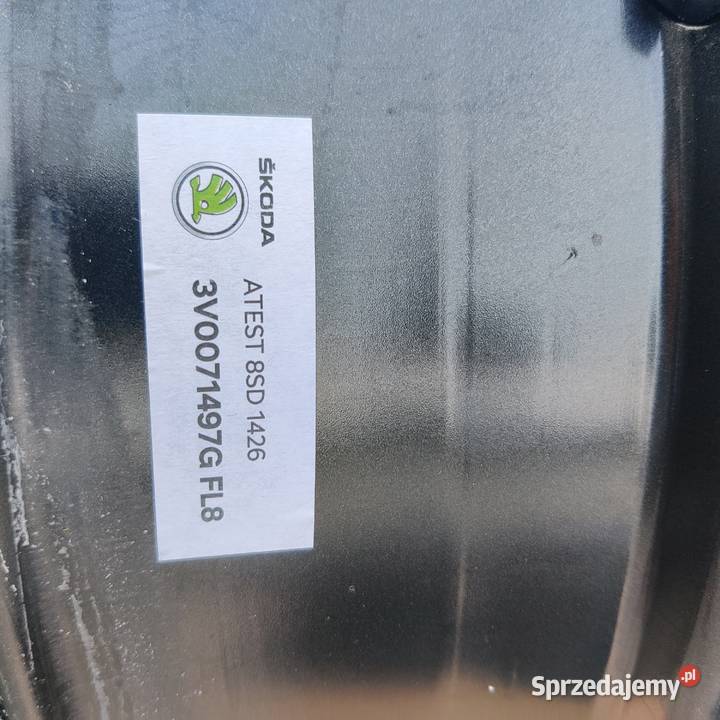 ŠKODA
ATEST 8SD 1426
3V0071497G FL8
Sprzedajemy.pl